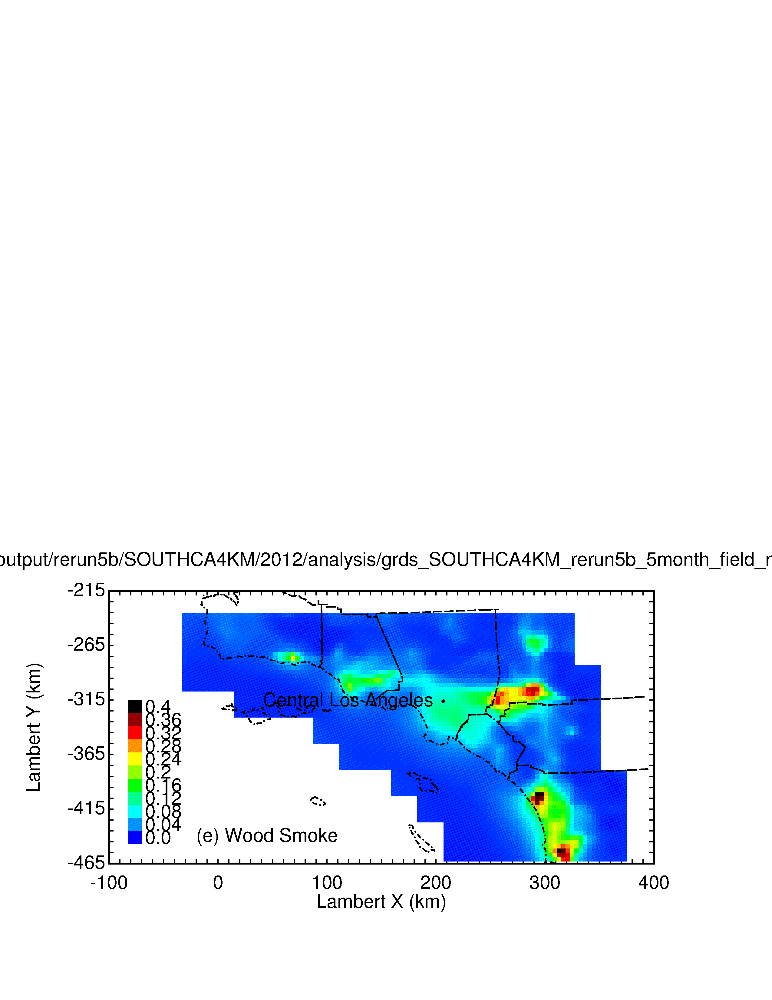 output/rerun5b/SOUTHCA4KM/2012/analysis/grds_SOUTHCA4KM_rerun5b_5month_field_
-215
-265
-315
-365
-415
-465
Lambert Y (km)
Central Los Angeles
0.4
0.36
0.32
0.28
0.24
0.2
0.16
0.12
0.08
0.04
0.0
(e) Wood Smoke
-100 0 100 200 300 400
Lambert X (km)